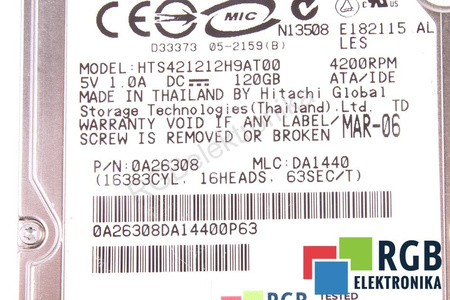 MIC
N13508 E182115 AL
D33373 05-2159(B) LES
MODEL:HTS421212H9AT00 4200RPM
5V 1.0A DC 120GB ATA/IDE
MADE IN THAILAND BY Hitachi Global
Storage Technologies(Thailand).Ltd. TD
WARRANTY VOID IF ANY LABEL/
SCREW IS REMOVED OR BROKEN MAR-06
P/N:0A26308 MLC:DA1440
(16383CYL. 16HEADS. 63SEC/T)
0A26308DA14400P63
RGB
ELEKTRONIKA
TESTED